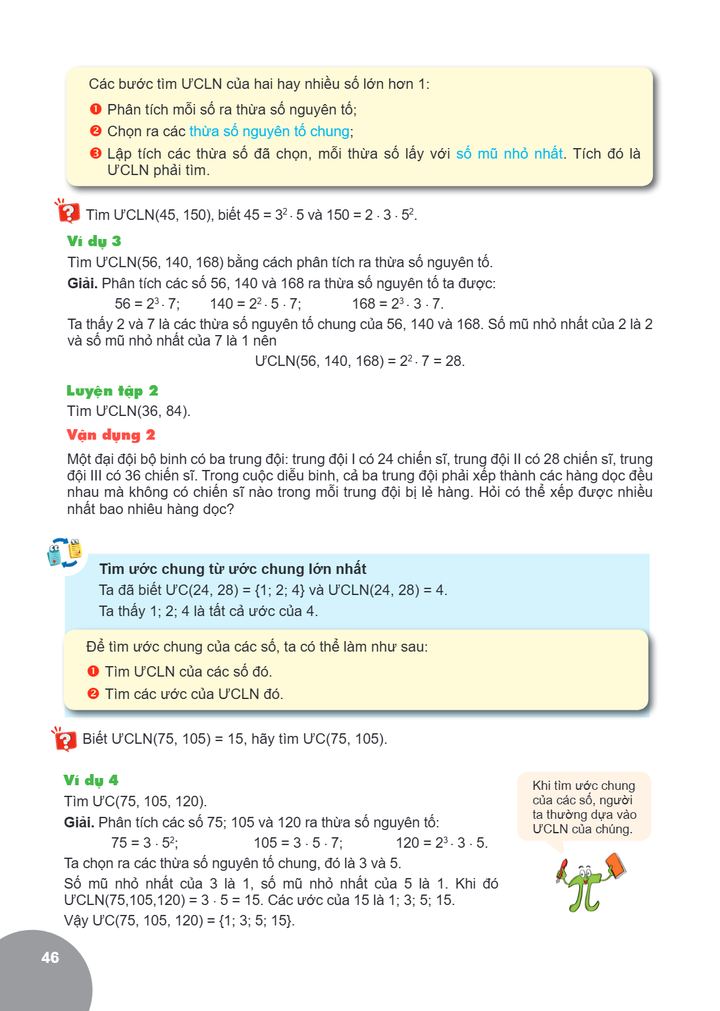 Các bước tìm ƯCLN của hai hay nhiều số lớn hơn 1:
❶ Phân tích mỗi số ra thừa số nguyên tố;
❷ Chọn ra các thừa số nguyên tố chung;
❸ Lập tích các thừa số đã chọn, mỗi thừa số lấy với số mũ nhỏ nhất. Tích đó là
ƯCLN phải tìm.
? Tìm ƯCLN(45, 150), biết 45 = 3² · 5 và 150 = 2 · 3 · 5².
Ví dụ 3
Tìm ƯCLN(56, 140, 168) bằng cách phân tích ra thừa số nguyên tố.
Giải. Phân tích các số 56, 140 và 168 ra thừa số nguyên tố ta được:
56 = 2³ · 7; 140 = 2² · 5 · 7; 168 = 2³ · 3 · 7.
Ta thấy 2 và 7 là các thừa số nguyên tố chung của 56, 140 và 168. Số mũ nhỏ nhất của 2 là 2
và số mũ nhỏ nhất của 7 là 1 nên
ƯCLN(56, 140, 168) = 2² · 7 = 28.
Luyện tập 2
Tìm ƯCLN(36, 84).
Vận dụng 2
Một đại đội bộ binh có ba trung đội: trung đội I có 24 chiến sĩ, trung đội II có 28 chiến sĩ, trung
đội III có 36 chiến sĩ. Trong cuộc diễu binh, cả ba trung đội phải xếp thành các hàng dọc đều
nhau mà không có chiến sĩ nào trong mỗi trung đội bị lẻ hàng. Hỏi có thể xếp được nhiều
nhất bao nhiêu hàng dọc?
Tìm ước chung từ ước chung lớn nhất
Ta đã biết ƯC(24, 28) = {1; 2; 4} và ƯCLN(24, 28) = 4.
Ta thấy 1; 2; 4 là tất cả ước của 4.
Để tìm ước chung của các số, ta có thể làm như sau:
❶ Tìm ƯCLN của các số đó.
❷ Tìm các ước của ƯCLN đó.
? Biết ƯCLN(75, 105) = 15, hãy tìm ƯC(75, 105).
Ví dụ 4
Tìm ƯC(75, 105, 120).
Giải. Phân tích các số 75; 105 và 120 ra thừa số nguyên tố:
75 = 3 · 5²; 105 = 3 · 5 · 7; 120 = 2³ · 3 · 5.
Ta chọn ra các thừa số nguyên tố chung, đó là 3 và 5.
Số mũ nhỏ nhất của 3 là 1, số mũ nhỏ nhất của 5 là 1. Khi đó
ƯCLN(75,105,120) = 3 · 5 = 15. Các ước của 15 là 1; 3; 5; 15.
Vậy ƯC(75, 105, 120) = {1; 3; 5; 15}.
Khi tìm ước chung
của các số, người
ta thường dựa vào
ƯCLN của chúng.
46